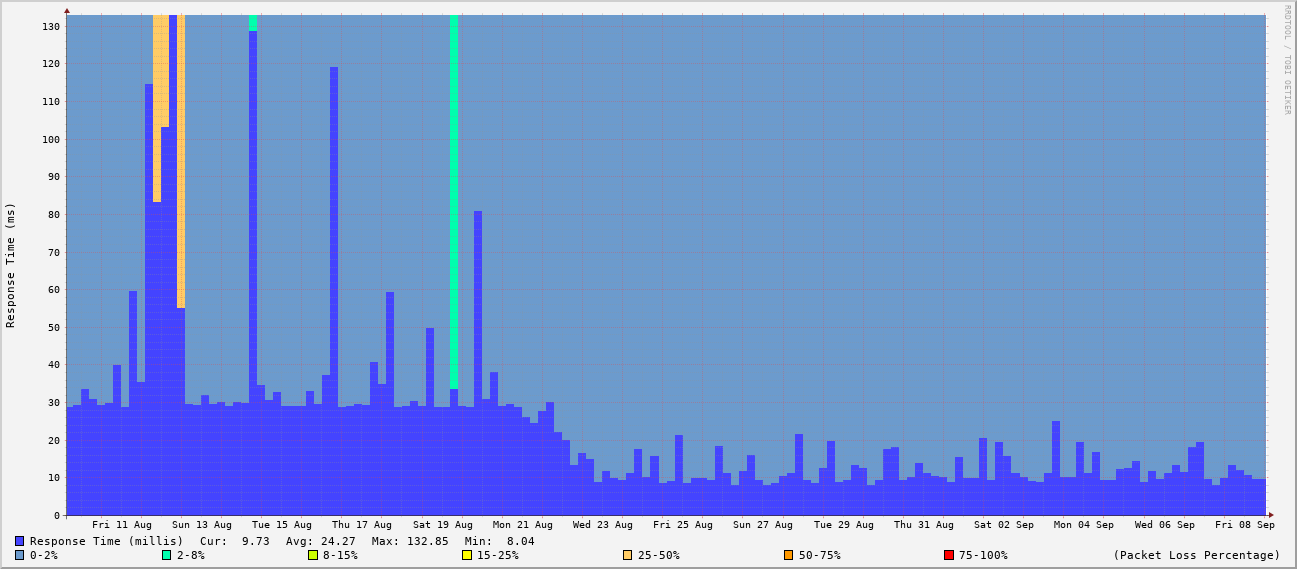 RRDTOOL / TOBI OETIKER
Response Time (ms)
130
120
110
100
90
80
70
60
50
40
30
20
10
0
Fri 11 Aug Sun 13 Aug Tue 15 Aug Thu 17 Aug Sat 19 Aug Mon 21 Aug Wed 23 Aug Fri 25 Aug Sun 27 Aug Tue 29 Aug Thu 31 Aug Sat 02 Sep Mon 04 Sep Wed 06 Sep Fri 08 Sep
Response Time (millis) Cur: 9.73 Avg: 24.27 Max: 132.85 Min: 8.04
0-2% 2-8% 8-15% 15-25% 25-50% 50-75% 75-100% (Packet Loss Percentage)